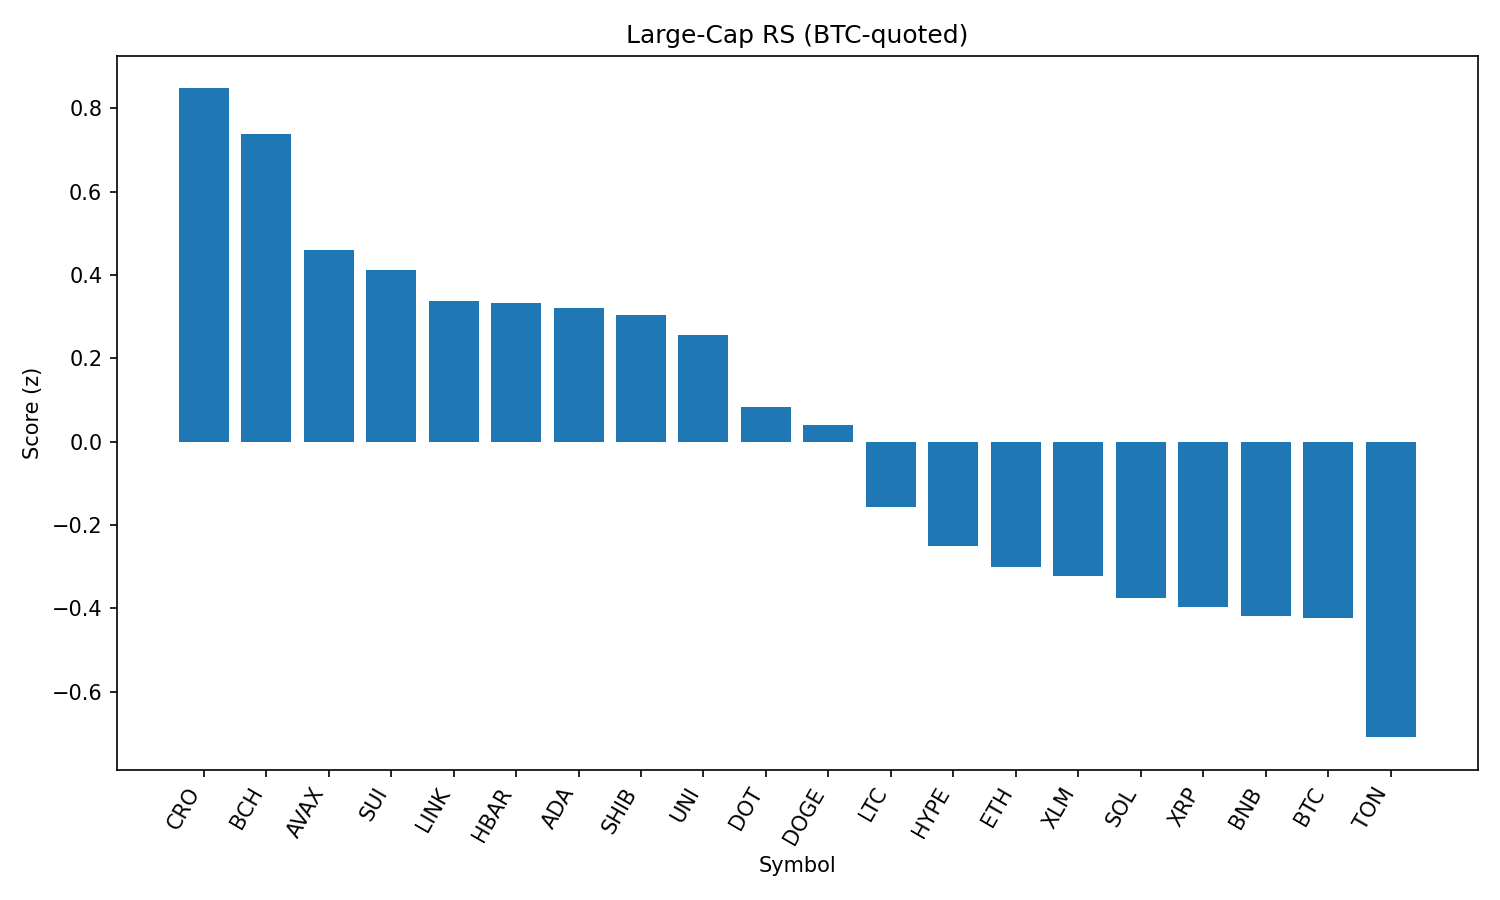 Large-Cap RS (BTC-quoted)
Score (z)
0.8
0.6
0.4
0.2
0.0
−0.2
−0.4
−0.6
CRO
BCH
AVAX
SUI
LINK
HBAR
ADA
SHIB
UNI
DOT
DOGE
LTC
HYPE
ETH
XLM
SOL
XRP
BNB
BTC
TON
Symbol